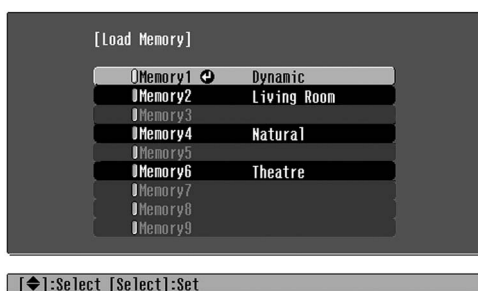 [Load Memory]
Memory1 Dynamic
Memory2 Living Room
Memory3
Memory4 Natural
Memory5
Memory6 Theatre
Memory7
Memory8
Memory9
[◆]:Select [Select]:Set